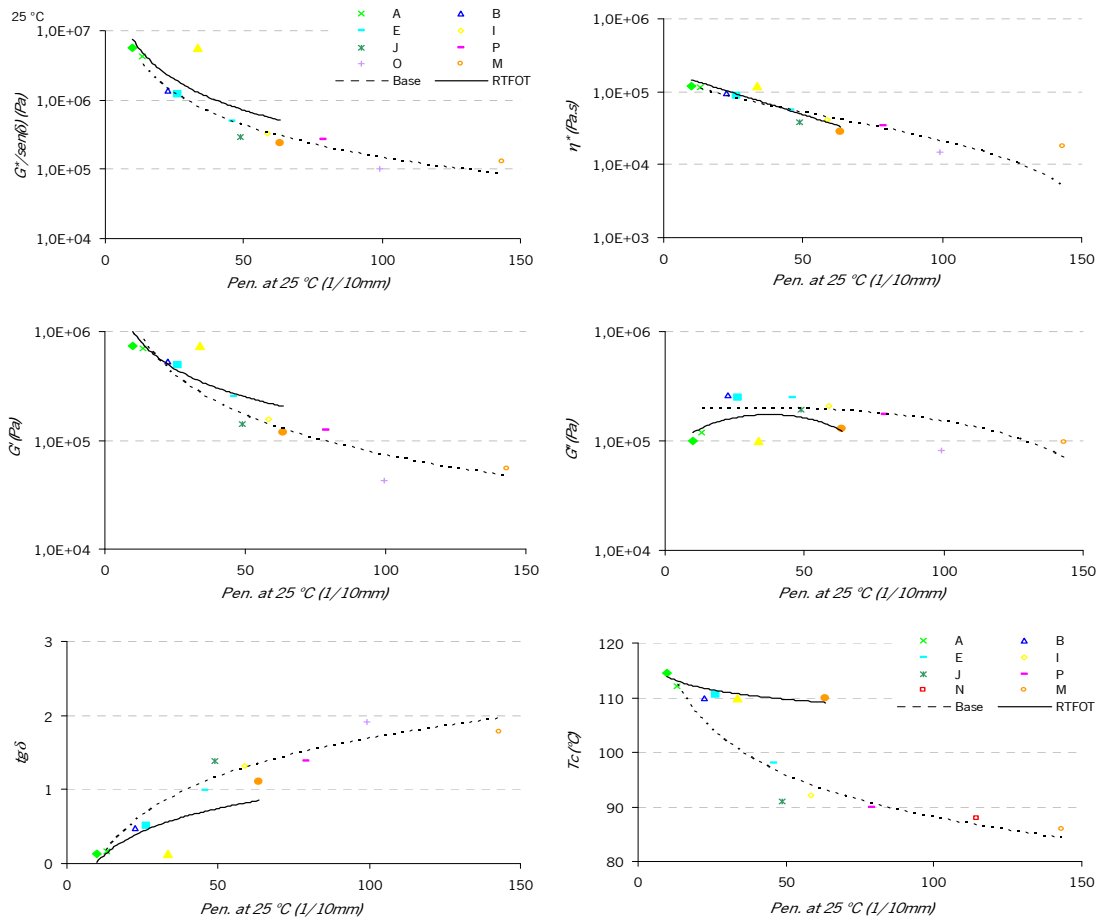 25 °C
A
B
E
I
J
P
O
M
Base
RTFOT
1,0E+07
1,0E+06
1,0E+05
1,0E+04
G*/sen(δ) (Pa)
0
50
100
150
Pen. at 25 °C (1/10mm)
1,0E+06
1,0E+05
1,0E+04
1,0E+03
η* (Pa.s)
0
50
100
150
Pen. at 25 °C (1/10mm)
1,0E+06
1,0E+05
1,0E+04
G' (Pa)
0
50
100
150
Pen. at 25 °C (1/10mm)
1,0E+06
1,0E+05
1,0E+04
G'' (Pa)
0
50
100
150
Pen. at 25 °C (1/10mm)
3
2
1
0
tg δ
0
50
100
150
Pen. at 25 °C (1/10mm)
A
B
E
I
J
P
N
M
Base
RTFOT
120
110
100
90
80
Tc (°C)
0
50
100
150
Pen. at 25 °C (1/10mm)